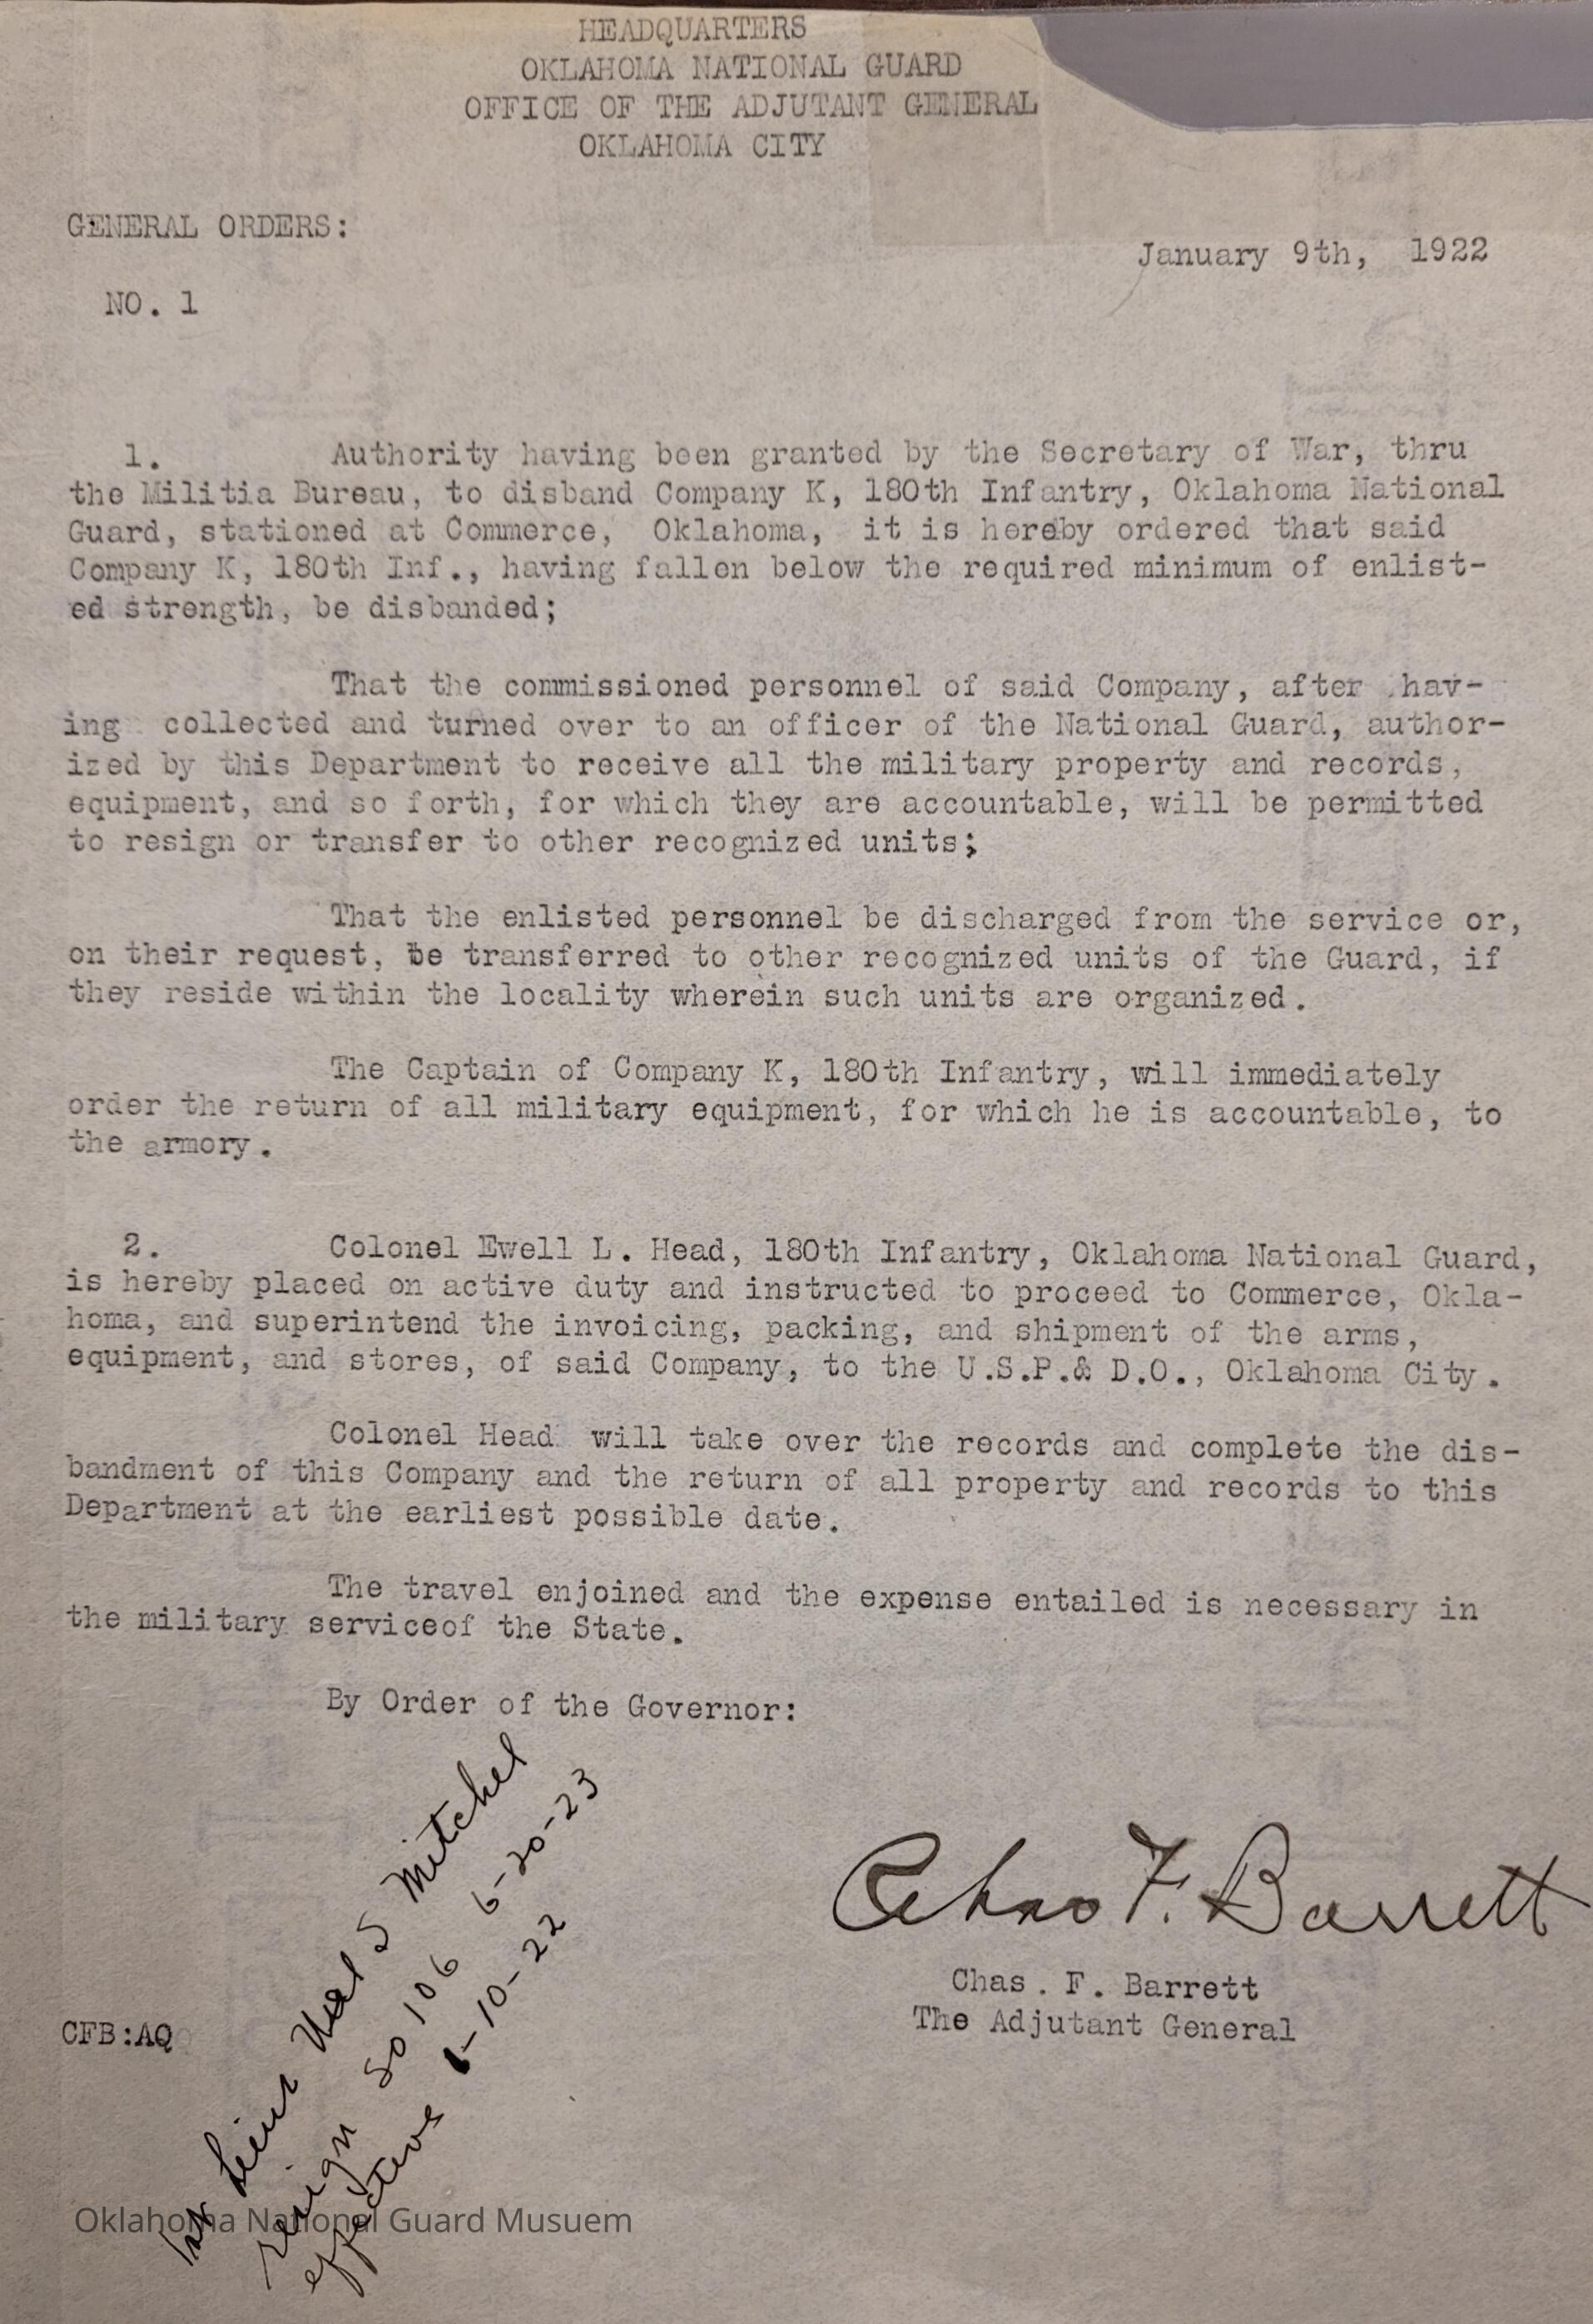 HEADQUARTERS
OKLAHOMA NATIONAL GUARD
OFFICE OF THE ADJUTANT GENERAL
OKLAHOMA CITY
GENERAL ORDERS:
January 9th, 1922
NO. 1
1. Authority having been granted by the Secretary of War, thru
the Militia Bureau, to disband Company K, 180th Infantry, Oklahoma National
Guard, stationed at Commerce, Oklahoma, it is hereby ordered that said
Company K, 180th Inf., having fallen below the required minimum of enlist-
ed strength, be disbanded;
That the commissioned personnel of said Company, after hav-
ing collected and turned over to an officer of the National Guard, author-
ized by this Department to receive all the military property and records,
equipment, and so forth, for which they are accountable, will be permitted
to resign or transfer to other recognized units;
That the enlisted personnel be discharged from the service or,
on their request, be transferred to other recognized units of the Guard, if
they reside within the locality wherein such units are organized.
The Captain of Company K, 180th Infantry, will immediately
order the return of all military equipment, for which he is accountable, to
the armory.
2. Colonel Ewell L. Head, 180th Infantry, Oklahoma National Guard,
is hereby placed on active duty and instructed to proceed to Commerce, Okla-
homa, and superintend the invoicing, packing, and shipment of the arms,
equipment, and stores, of said Company, to the U.S.P.& D.O., Oklahoma City.
Colonel Head will take over the records and complete the dis-
bandment of this Company and the return of all property and records to this
Department at the earliest possible date.
The travel enjoined and the expense entailed is necessary in
the military serviceof the State.
By Order of the Governor:
1st Lieut S Mitchel
resign SO 106 6-20-23
effective 1-10-22
Chas F. Barrett
Chas. F. Barrett
The Adjutant General
CFB:AQ
Oklahoma National Guard Musuem